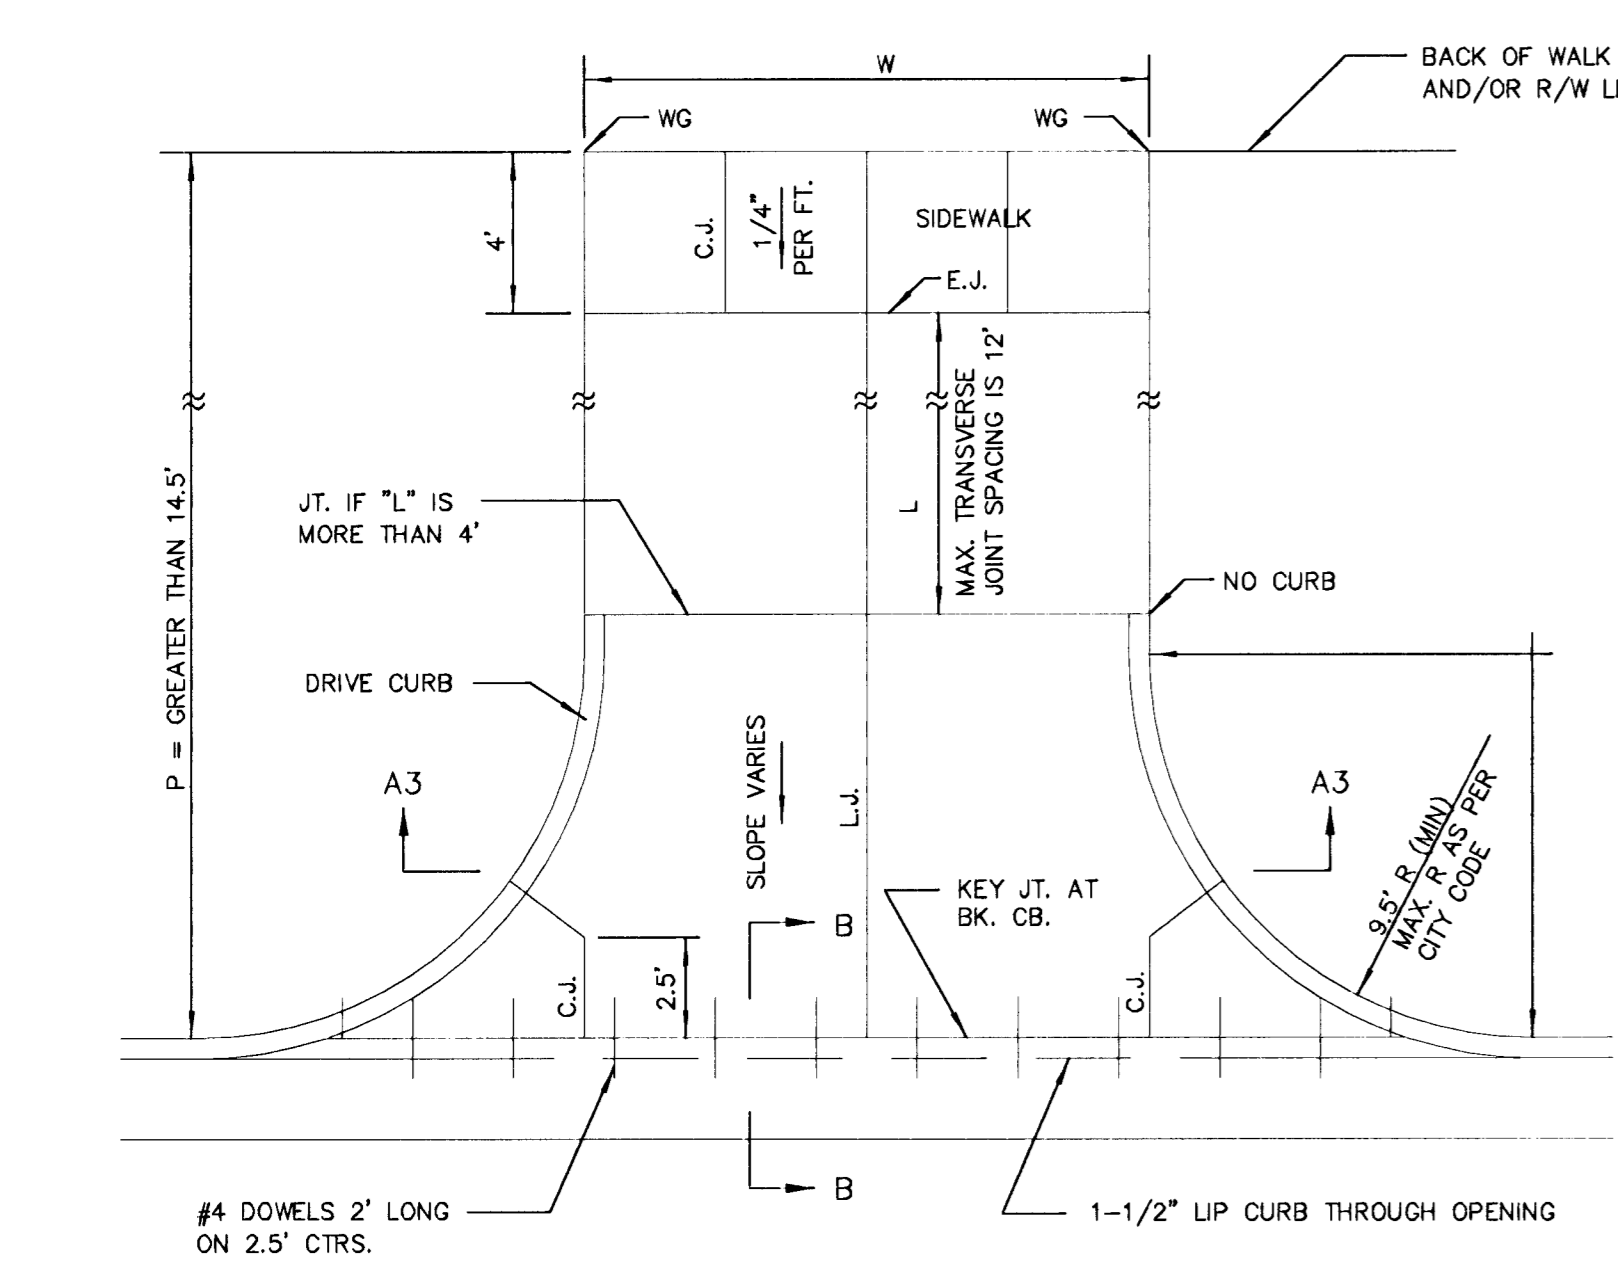 W
BACK OF WALK
AND/OR R/W
WG
WG
4'
C.J.
1/4"
PER FT.
SIDEWALK
E.J.
MAX. TRANSVERSE
JOINT SPACING IS 12'
L
P = GREATER THAN 14.5'
JT. IF "L" IS
MORE THAN 4'
NO CURB
DRIVE CURB
SLOPE VARIES
L.J.
A3
A3
9.5' R (MIN)
MAX. R AS PER
CITY CODE
KEY JT. AT
BK. CB.
B
C.J.
2.5'
C.J.
B
#4 DOWELS 2' LONG
ON 2.5' CTRS.
1-1/2" LIP CURB THROUGH OPENING